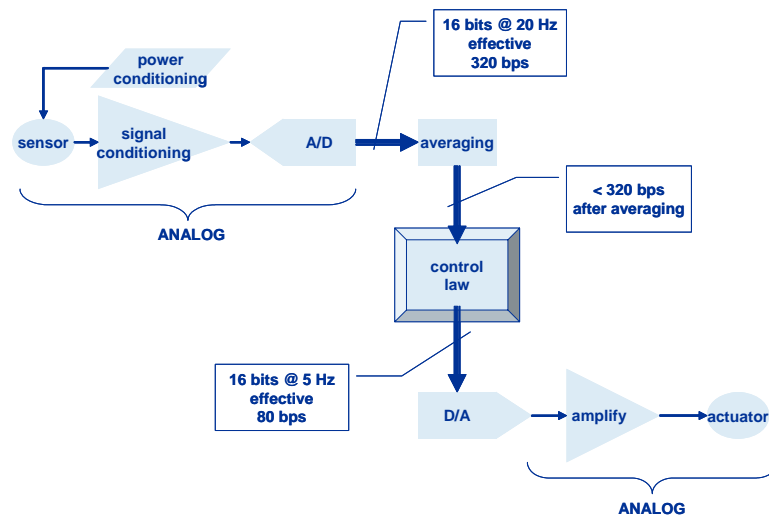 power
conditioning
16 bits @ 20 Hz
effective
320 bps
sensor
signal
conditioning
A/D
averaging
ANALOG
< 320 bps
after averaging
control
law
16 bits @ 5 Hz
effective
80 bps
D/A
amplify
actuator
ANALOG